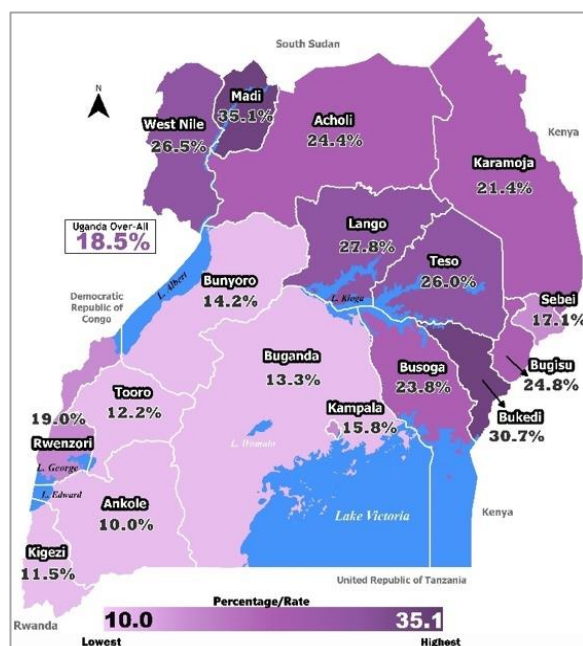 South Sudan
N
Madi
35.1%
West Nile
26.5%
Acholi
24.4%
Kenya
Karamoja
21.4%
Uganda Over-All
18.5%
Lango
27.8%
Teso
26.0%
L. Albert
Bunyoro
14.2%
L. Kioga
Sebei
17.1%
Democratic
Republic of
Congo
Buganda
13.3%
Busoga
23.8%
Bugisu
24.8%
Tooro
12.2%
Kampala
15.8%
Bukedi
30.7%
19.0%
Rwenzori
L. George
L. Edward
Ankole
10.0%
Lake Victoria
Kenya
Kigezi
11.5%
United Republic of Tanzania
Percentage/Rate
10.0
35.1
Lowest
Highest
Rwanda